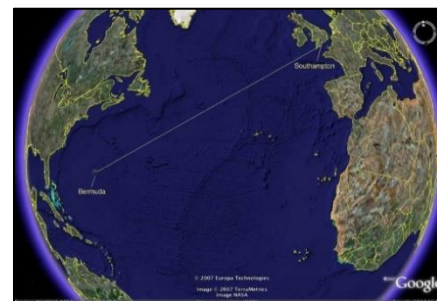 Southampton
Bermuda
© 2007 Europa Technologies
Image © 2007 TerraMetrics
Image NASA
Google